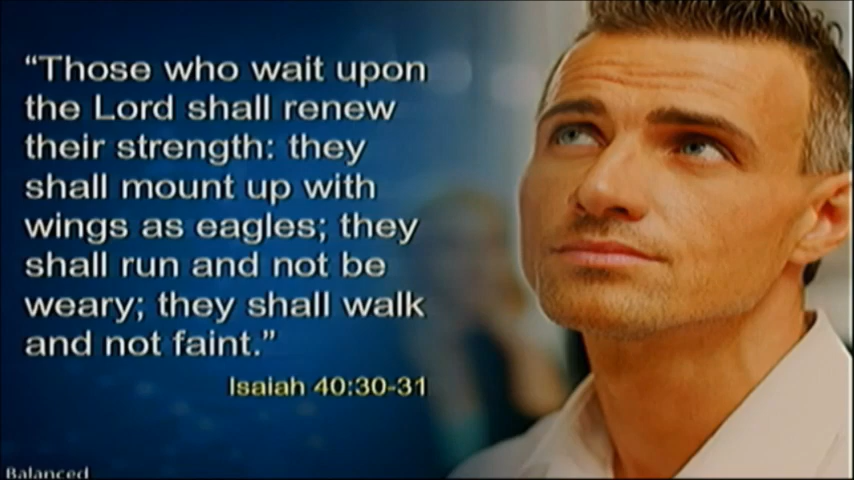 “Those who wait upon
the Lord shall renew
their strength: they
shall mount up with
wings as eagles; they
shall run and not be
weary; they shall walk
and not faint.”
Isaiah 40:30-31
Balanced